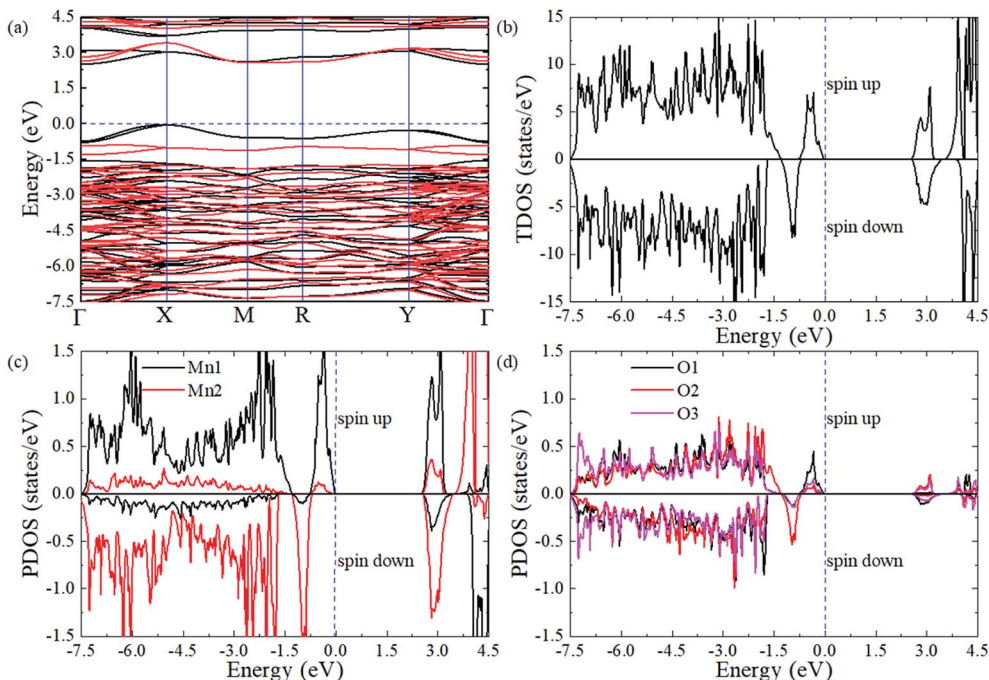 (a)
4.5
3.0
1.5
0.0
-1.5
-3.0
-4.5
-6.0
-7.5
Energy (eV)
Γ X M R Y Γ
(b)
15
10
5
0
-5
-10
-15
TDOS (states/eV)
spin up
spin down
-7.5 -6.0 -4.5 -3.0 -1.5 0.0 1.5 3.0 4.5
Energy (eV)
(c)
1.5
1.0
0.5
0.0
-0.5
-1.0
-1.5
PDOS (states/eV)
Mn1
Mn2
spin up
spin down
-7.5 -6.0 -4.5 -3.0 -1.5 0.0 1.5 3.0 4.5
Energy (eV)
(d)
1.5
1.0
0.5
0.0
-0.5
-1.0
-1.5
PDOS (states/eV)
O1
O2
O3
spin up
spin down
-7.5 -6.0 -4.5 -3.0 -1.5 0.0 1.5 3.0 4.5
Energy (eV)